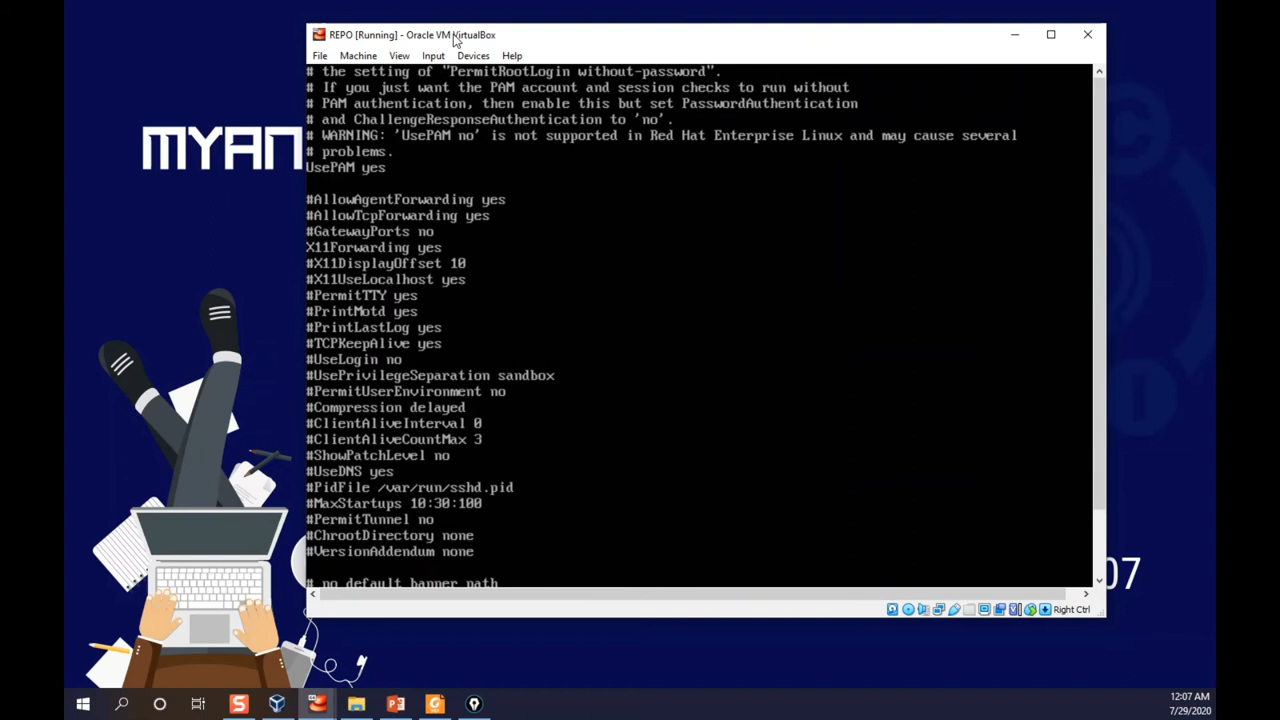 REPO [Running] - Oracle VM VirtualBox
File Machine View Input Devices Help
# the setting of "PermitRootLogin without-password".
# If you just want the PAM account and session checks to run without
# PAM authentication, then enable this but set PasswordAuthentication
# and ChallengeResponseAuthentication to 'no'.
# WARNING: 'UsePAM no' is not supported in Red Hat Enterprise Linux and may cause several
# problems.
UsePAM yes
#AllowAgentForwarding yes
#AllowTcpForwarding yes
#GatewayPorts no
X11Forwarding yes
#X11DisplayOffset 10
#X11UseLocalhost yes
#PermitTTY yes
#PrintMotd yes
#PrintLastLog yes
#TCPKeepAlive yes
#UseLogin no
#UsePrivilegeSeparation sandbox
#PermitUserEnvironment no
#Compression delayed
#ClientAliveInterval 0
#ClientAliveCountMax 3
#ShowPatchLevel no
#UseDNS yes
#PidFile /var/run/sshd.pid
#MaxStartups 10:30:100
#PermitTunnel no
#ChrootDirectory none
#VersionAddendum none
# no default banner path
Right Ctrl
MYAN
07
12:07 AM
7/29/2020